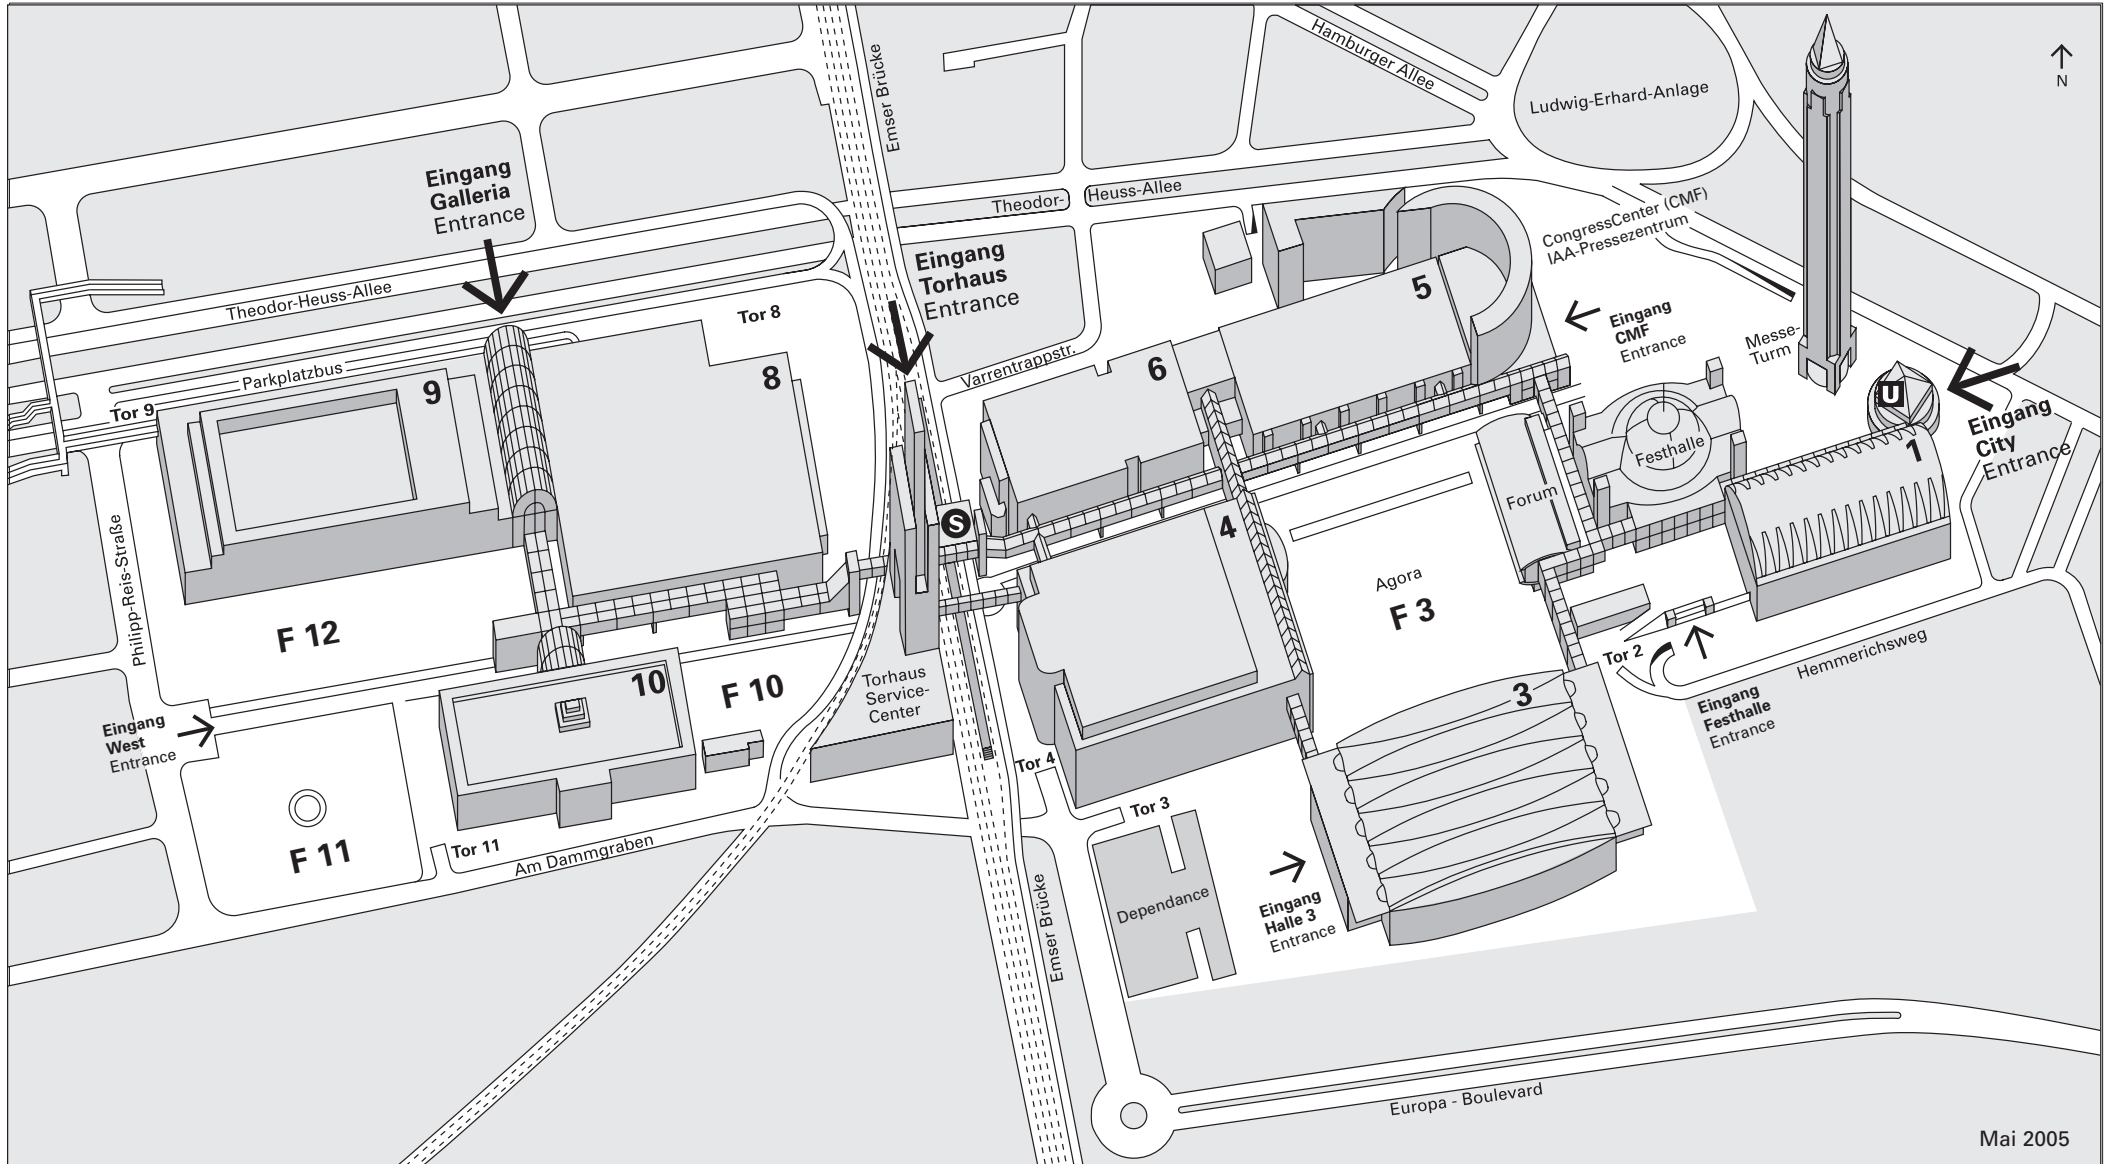 Hamburger Allee
Ludwig-Erhard-Anlage
N
Emser Brücke
Eingang
Galleria
Entrance
Theodor-
Heuss-Allee
CongressCenter (CMF)
IAA-Pressezentrum
Eingang
Torhaus
Entrance
Theodor-Heuss-Allee
Tor 8
5
Eingang
CMF
Entrance
Messe-
Turm
Varrentrappstr.
Parkplatzbus
6
8
9
Tor 9
U
Eingang
City
Entrance
1
Festhalle
Forum
S
4
Agora
F 3
Philipp-Reis-Straße
F 12
Tor 2
Hemmerichsweg
10
F 10
Torhaus
Service-
Center
3
Eingang
Festhalle
Entrance
Eingang
West
Entrance
Tor 4
Tor 3
F 11
Tor 11
Am Dammgraben
Dependance
Eingang
Halle 3
Entrance
Emser Brücke
Europa - Boulevard
Mai 2005